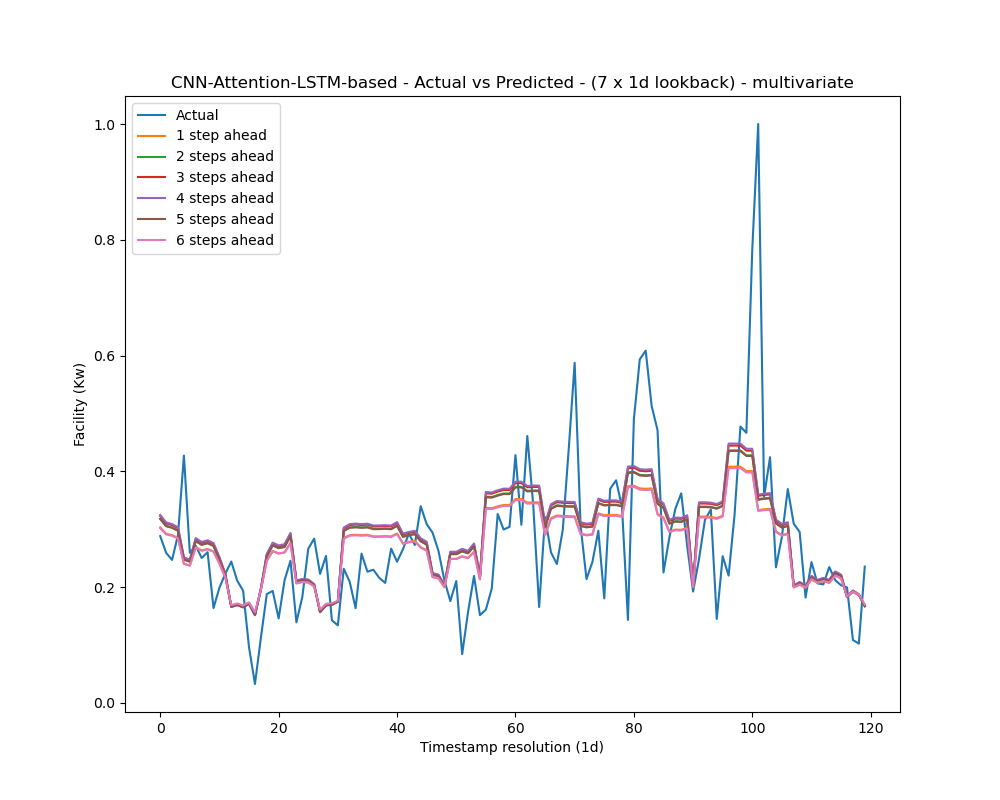 CNN-Attention-LSTM-based - Actual vs Predicted - (7 x 1d lookback) - multivariate
Actual
1 step ahead
2 steps ahead
3 steps ahead
4 steps ahead
5 steps ahead
6 steps ahead
1.0
0.8
0.6
0.4
0.2
0.0
Facility (Kw)
0 20 40 60 80 100 120
Timestamp resolution (1d)